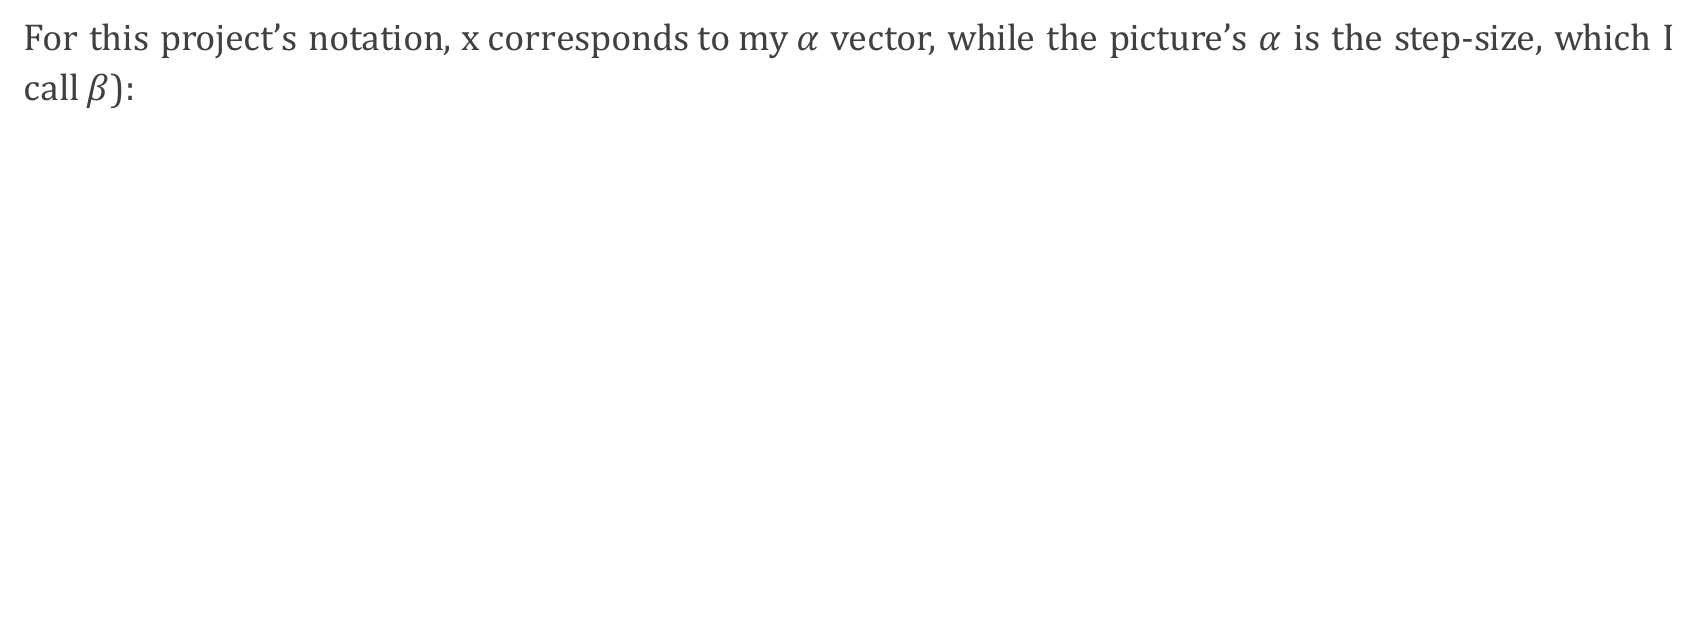 For this project’s notation, x corresponds to my α vector, while the picture’s α is the step-size, which I
call β):